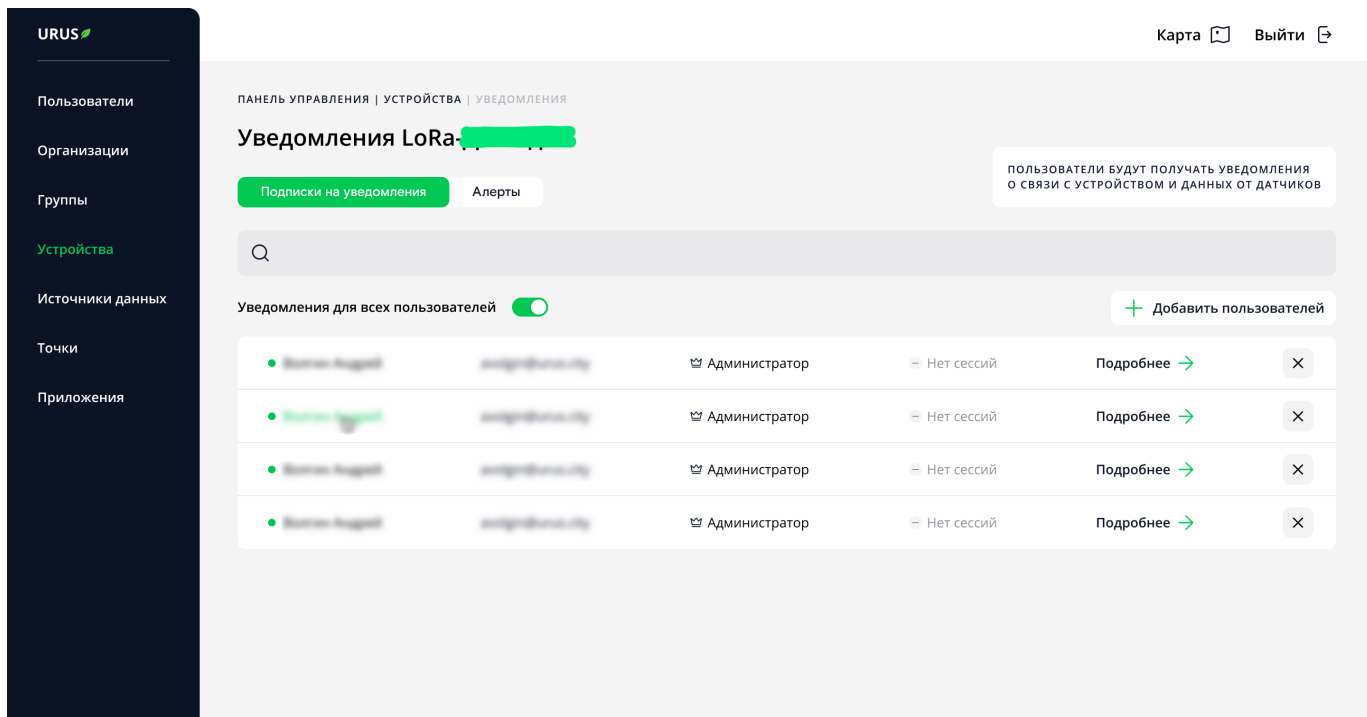 URUS
Карта
Выйти
Пользователи
Организации
Группы
Устройства
Источники данных
Точки
Приложения
ПАНЕЛЬ УПРАВЛЕНИЯ | УСТРОЙСТВА | УВЕДОМЛЕНИЯ
Уведомления LoRa-
ПОЛЬЗОВАТЕЛИ БУДУТ ПОЛУЧАТЬ УВЕДОМЛЕНИЯ
О СВЯЗИ С УСТРОЙСТВОМ И ДАННЫХ ОТ ДАТЧИКОВ
Подписки на уведомления
Алерты
Уведомления для всех пользователей
Добавить пользователей
Администратор Нет сессий Подробнее
Администратор Нет сессий Подробнее
Администратор Нет сессий Подробнее
Администратор Нет сессий Подробнее